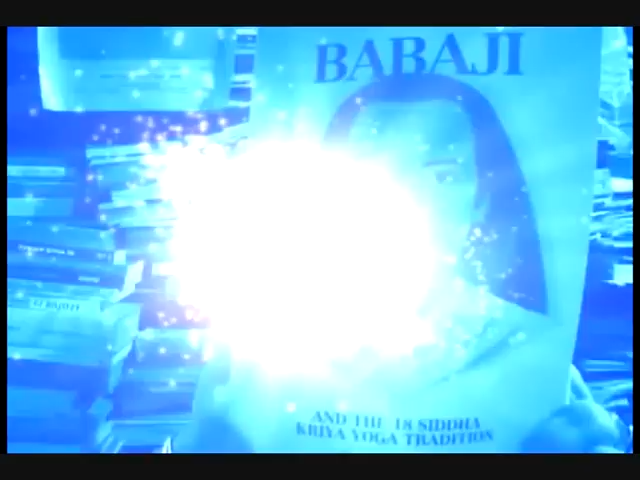 BABAJI
AND THE 18 SIDDHA
KRIYA YOGA TRADITION